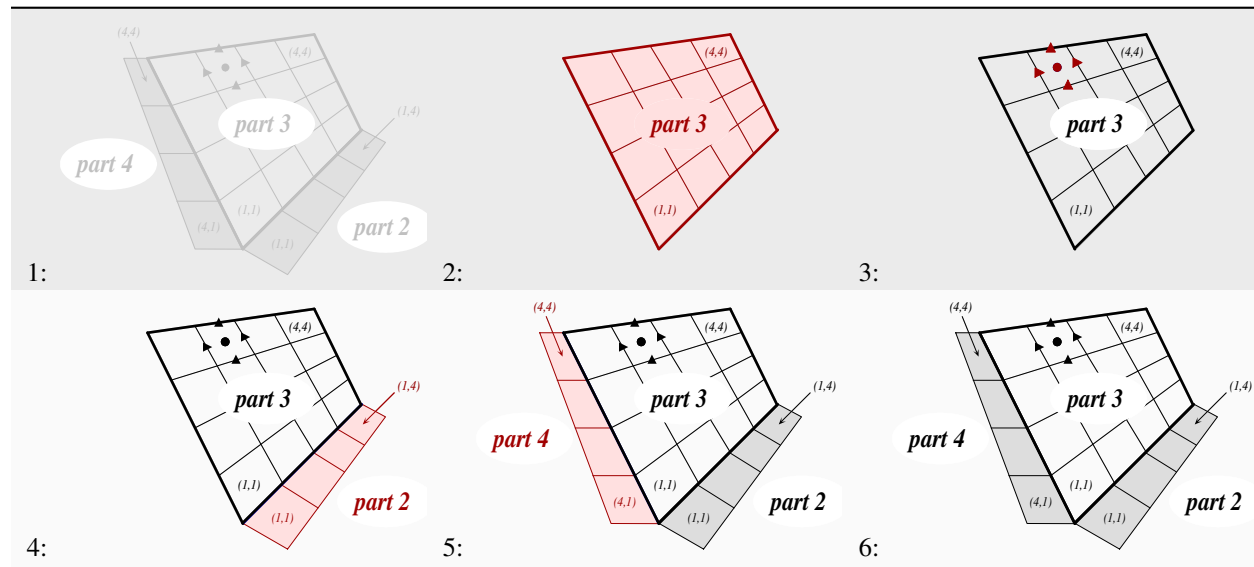 (4,4)
(4,4)
(1,4)
part 3
part 4
(1,1)
part 2
(4,1)
(1,1)
1:
(4,4)
part 3
(1,1)
2:
(4,4)
part 3
(1,1)
3:
(4,4)
(1,4)
part 3
(1,1)
part 2
(1,1)
4:
(4,4)
(4,4)
(1,4)
part 3
part 4
(1,1)
part 2
(4,1)
(1,1)
5:
(4,4)
(4,4)
(1,4)
part 3
part 4
(1,1)
part 2
(4,1)
(1,1)
6: